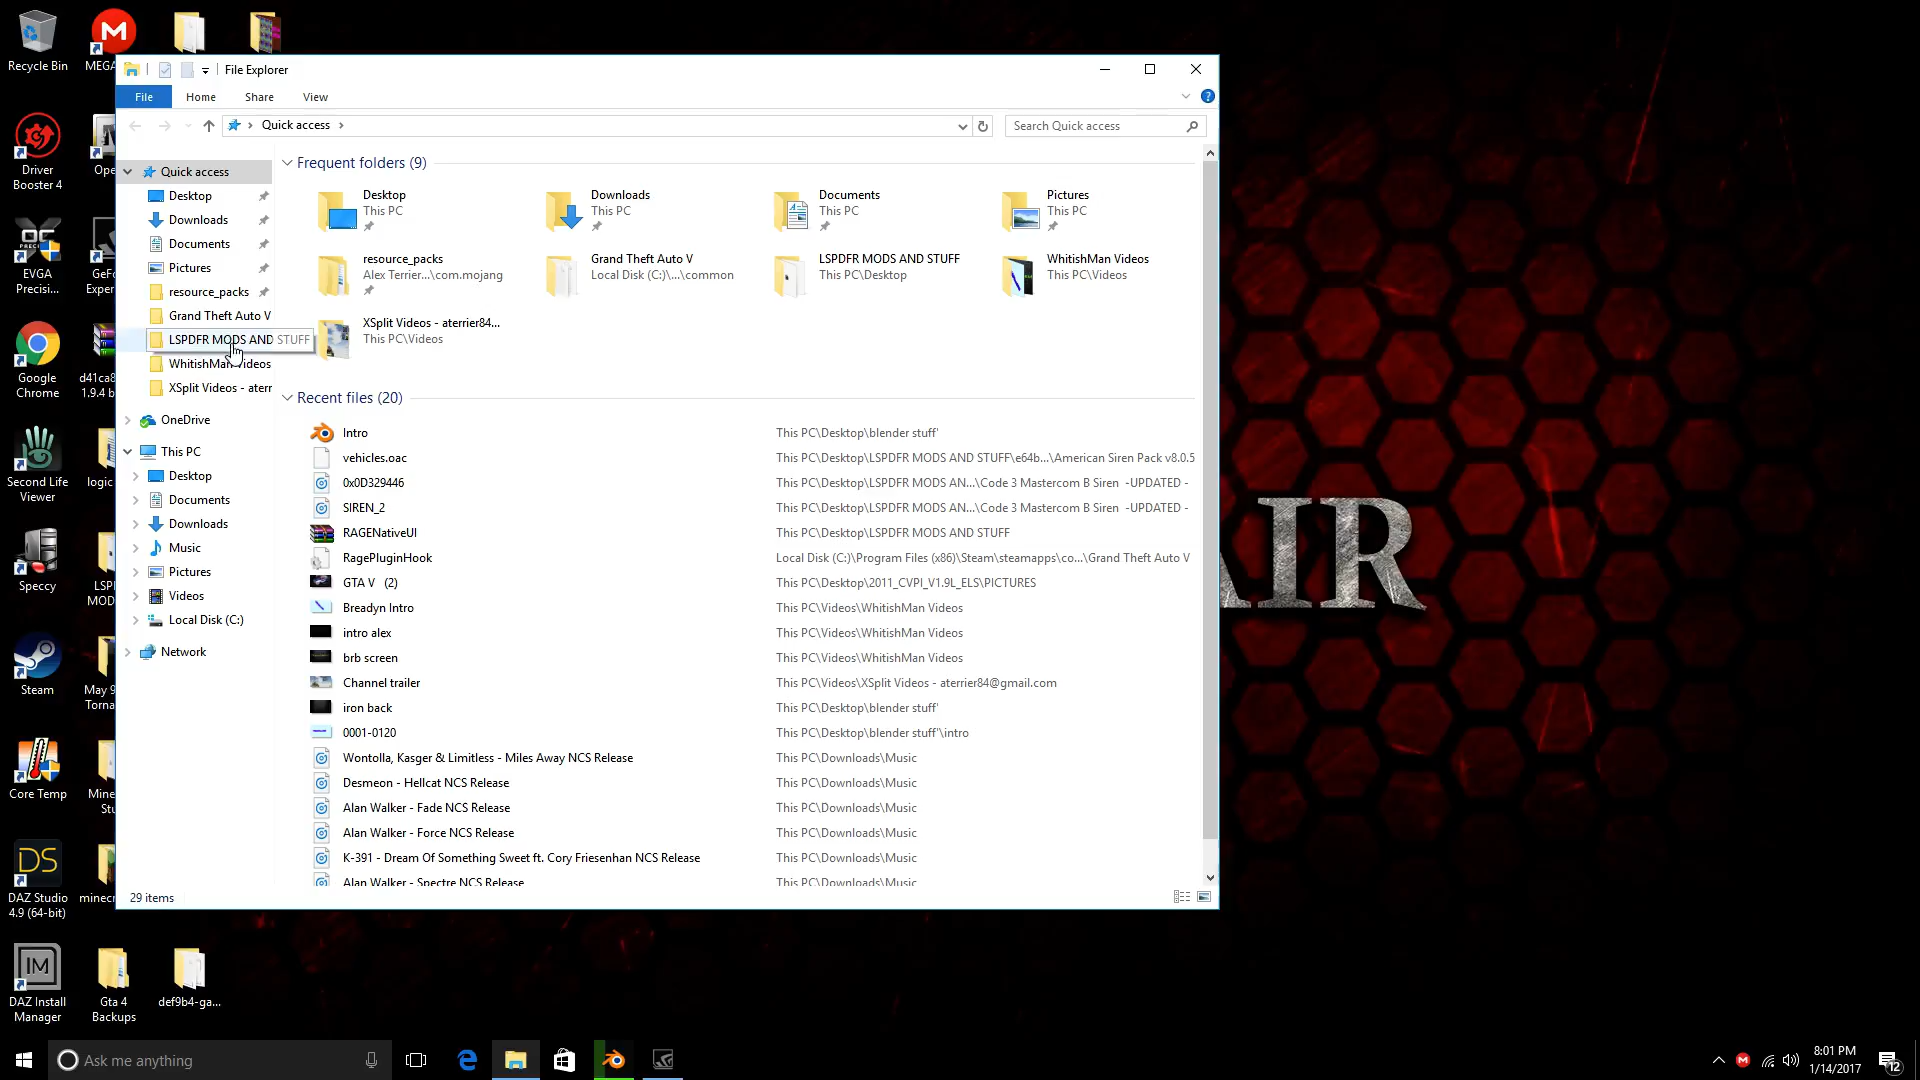 Recycle Bin
MEGA
Driver
Booster 4
Ope
EVGA
Precisi...
GeFo
Exper
Google
Chrome
d41ca8
1.9.4 b
Second Life
Viewer
logic
Speccy
LSP
MOD
Steam
May 9
Torna
Core Temp
Mine
Stu
DAZ Studio
4.9 (64-bit)
minecr
DAZ Install
Manager
Gta 4
Backups
def9b4-ga...
File Explorer
File
Home
Share
View
Quick access
Search Quick access
Quick access
Desktop
Downloads
Documents
Pictures
resource_packs
Grand Theft Auto V
LSPDFR MODS AND STUFF
WhitishMan Videos
XSplit Videos - aterr
OneDrive
This PC
Desktop
Documents
Downloads
Music
Pictures
Videos
Local Disk (C:)
Network
Frequent folders (9)
Desktop
This PC
Downloads
This PC
Documents
This PC
Pictures
This PC
resource_packs
Alex Terrier...\com.mojang
Grand Theft Auto V
Local Disk (C:)\...\common
LSPDFR MODS AND STUFF
This PC\Desktop
WhitishMan Videos
This PC\Videos
XSplit Videos - aterrier84...
This PC\Videos
Recent files (20)
Intro This PC\Desktop\blender stuff'
vehicles.oac This PC\Desktop\LSPDFR MODS AND STUFF\e64b...\American Siren Pack v8.0.5
0x0D329446 This PC\Desktop\LSPDFR MODS AN...\Code 3 Mastercom B Siren -UPDATED -
SIREN_2 This PC\Desktop\LSPDFR MODS AN...\Code 3 Mastercom B Siren -UPDATED -
RAGENativeUI This PC\Desktop\LSPDFR MODS AND STUFF
RagePluginHook Local Disk (C:)\Program Files (x86)\Steam\steamapps\co...\Grand Theft Auto V
GTA V (2) This PC\Desktop\2011_CVPI_V1.9L_ELS\PICTURES
Breadyn Intro This PC\Videos\WhitishMan Videos
intro alex This PC\Videos\WhitishMan Videos
brb screen This PC\Videos\WhitishMan Videos
Channel trailer This PC\Videos\XSplit Videos - aterrier84@gmail.com
iron back This PC\Desktop\blender stuff'
0001-0120 This PC\Desktop\blender stuff'\intro
Wontolla, Kasger & Limitless - Miles Away NCS Release This PC\Downloads\Music
Desmeon - Hellcat NCS Release This PC\Downloads\Music
Alan Walker - Fade NCS Release This PC\Downloads\Music
Alan Walker - Force NCS Release This PC\Downloads\Music
K-391 - Dream Of Something Sweet ft. Cory Friesenhan NCS Release This PC\Downloads\Music
Alan Walker - Spectre NCS Release This PC\Downloads\Music
29 items
AIR
Ask me anything
8:01 PM
1/14/2017
12